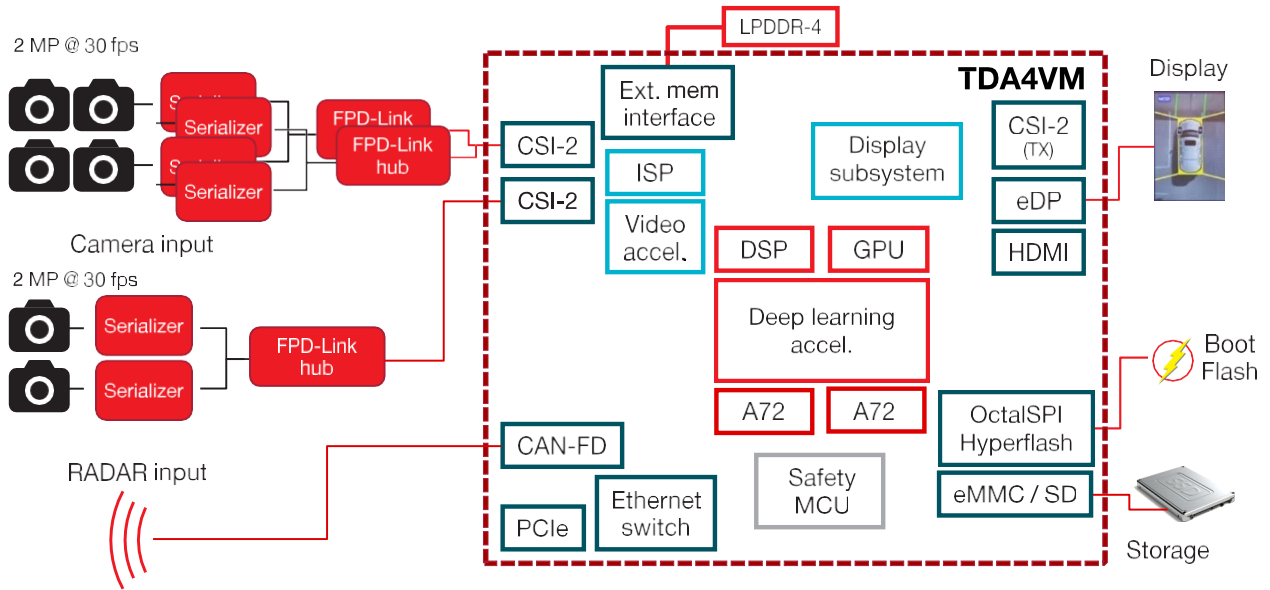 LPDDR-4
2 MP @ 30 fps
Serializer
Serializer
FPD-Link
FPD-Link
hub
Camera input
2 MP @ 30 fps
Serializer
Serializer
FPD-Link
hub
RADAR input
TDA4VM
Ext. mem
interface
CSI-2
CSI-2
ISP
Video
accel.
Display
subsystem
CSI-2
(TX)
eDP
HDMI
DSP
GPU
Deep learning
accel.
A72
A72
CAN-FD
Ethernet
switch
PCIe
Safety
MCU
OctalSPI
Hyperflash
eMMC / SD
Display
Boot
Flash
Storage